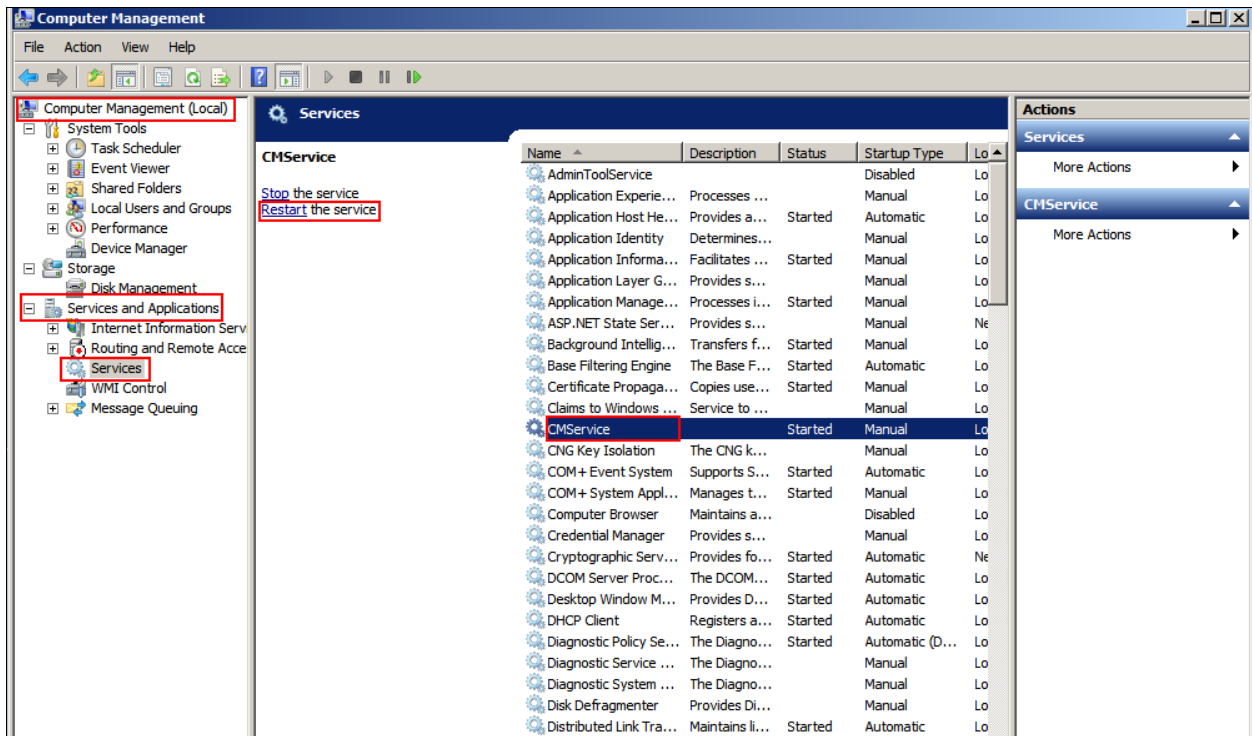 Computer Management
File Action View Help
Computer Management (Local)
System Tools
Task Scheduler
Event Viewer
Shared Folders
Local Users and Groups
Performance
Device Manager
Storage
Disk Management
Services and Applications
Internet Information Servi
Routing and Remote Acce
Services
WMI Control
Message Queuing
Services
CMService
Stop the service
Restart the service
Name Description Status Startup Type Lo
AdminToolService Disabled Lo
Application Experie... Processes ... Manual Lo
Application Host He... Provides a... Started Automatic Lo
Application Identity Determines... Manual Lo
Application Informa... Facilitates ... Started Manual Lo
Application Layer G... Provides s... Manual Lo
Application Manage... Processes i... Started Manual Lo
ASP.NET State Ser... Provides s... Manual Ne
Background Intellig... Transfers f... Started Manual Lo
Base Filtering Engine The Base F... Started Automatic Lo
Certificate Propaga... Copies use... Started Manual Lo
Claims to Windows ... Service to ... Manual Lo
CMService Started Manual Lo
CNG Key Isolation The CNG k... Manual Lo
COM+ Event System Supports S... Started Automatic Lo
COM+ System Appl... Manages t... Started Manual Lo
Computer Browser Maintains a... Disabled Lo
Credential Manager Provides s... Manual Lo
Cryptographic Serv... Provides fo... Started Automatic Ne
DCOM Server Proc... The DCOM... Started Automatic Lo
Desktop Window M... Provides D... Started Automatic Lo
DHCP Client Registers a... Started Automatic Lo
Diagnostic Policy Se... The Diagno... Started Automatic (D... Lo
Diagnostic Service ... The Diagno... Manual Lo
Diagnostic System ... The Diagno... Manual Lo
Disk Defragmenter Provides Di... Manual Lo
Distributed Link Tra... Maintains li... Started Automatic Lo
Actions
Services
More Actions
CMService
More Actions